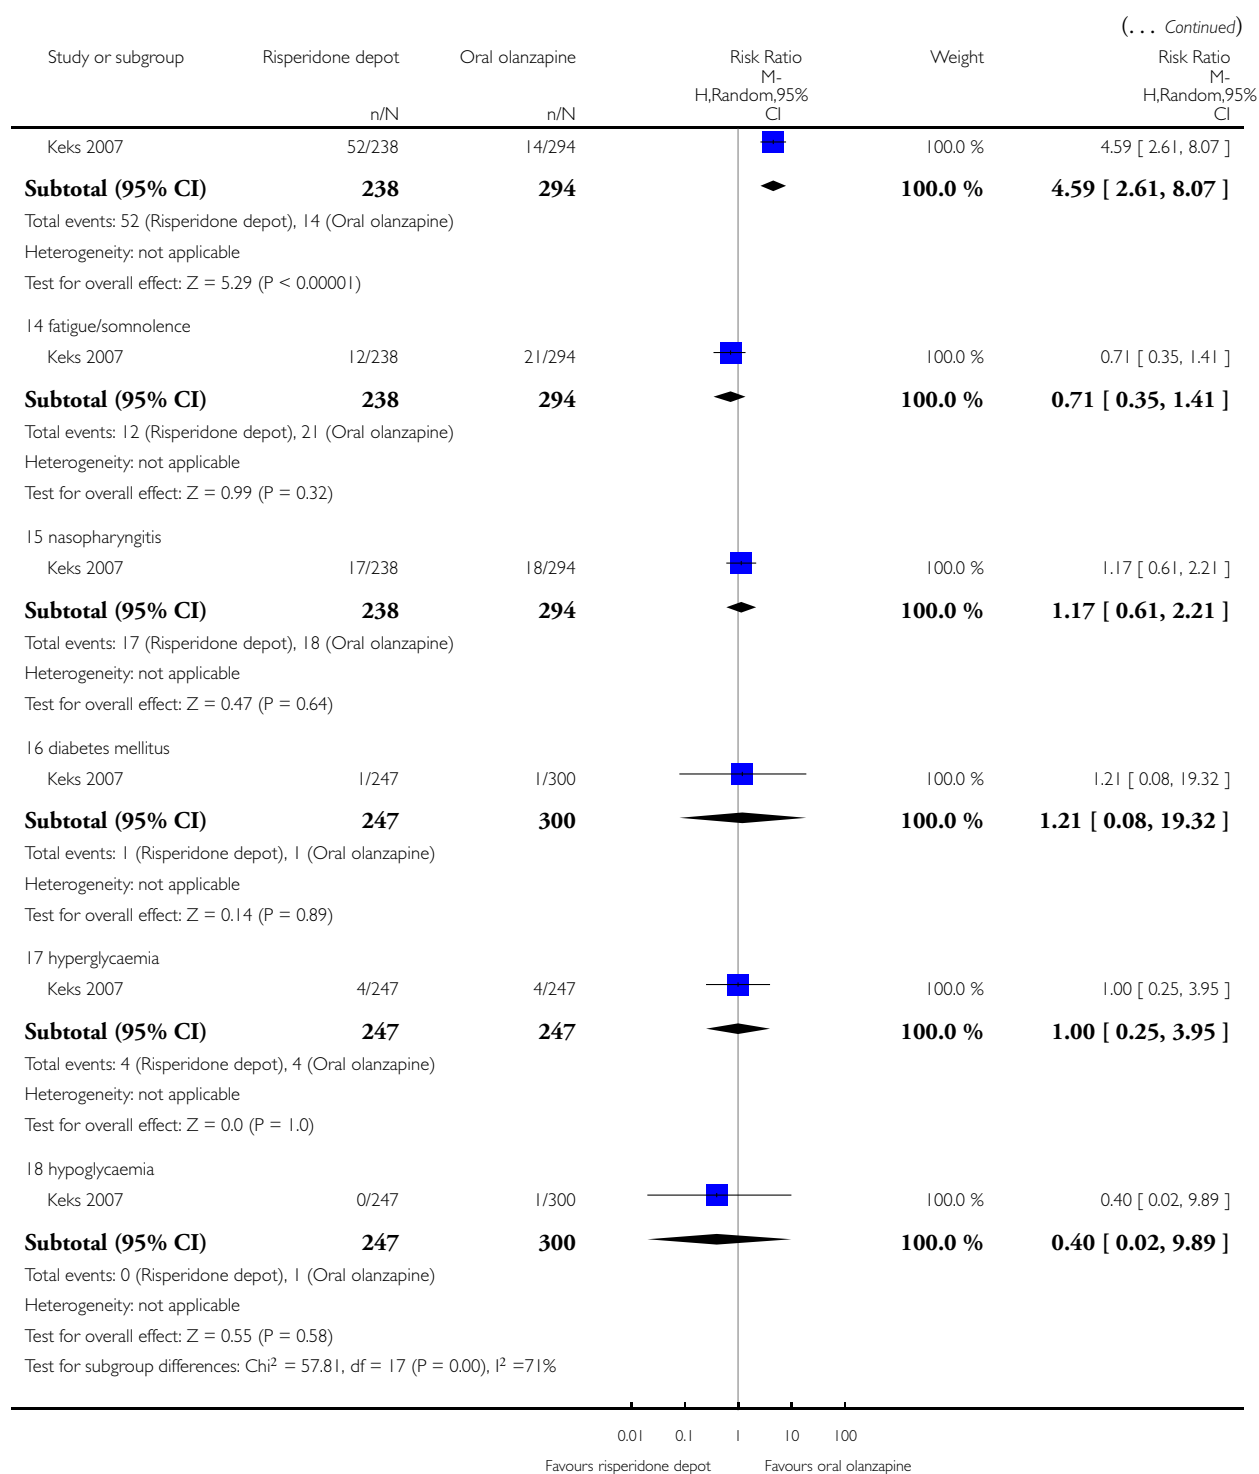 (... Continued)
Study or subgroup Risperidone depot Oral olanzapine Risk Ratio Weight Risk Ratio
M- M-
H,Random,95% H,Random,95%
n/N n/N CI CI
Keks 2007 52/238 14/294 100.0 % 4.59 [ 2.61, 8.07 ]
Subtotal (95% CI) 238 294 100.0 % 4.59 [ 2.61, 8.07 ]
Total events: 52 (Risperidone depot), 14 (Oral olanzapine)
Heterogeneity: not applicable
Test for overall effect: Z = 5.29 (P < 0.00001)
14 fatigue/somnolence
Keks 2007 12/238 21/294 100.0 % 0.71 [ 0.35, 1.41 ]
Subtotal (95% CI) 238 294 100.0 % 0.71 [ 0.35, 1.41 ]
Total events: 12 (Risperidone depot), 21 (Oral olanzapine)
Heterogeneity: not applicable
Test for overall effect: Z = 0.99 (P = 0.32)
15 nasopharyngitis
Keks 2007 17/238 18/294 100.0 % 1.17 [ 0.61, 2.21 ]
Subtotal (95% CI) 238 294 100.0 % 1.17 [ 0.61, 2.21 ]
Total events: 17 (Risperidone depot), 18 (Oral olanzapine)
Heterogeneity: not applicable
Test for overall effect: Z = 0.47 (P = 0.64)
16 diabetes mellitus
Keks 2007 1/247 1/300 100.0 % 1.21 [ 0.08, 19.32 ]
Subtotal (95% CI) 247 300 100.0 % 1.21 [ 0.08, 19.32 ]
Total events: 1 (Risperidone depot), 1 (Oral olanzapine)
Heterogeneity: not applicable
Test for overall effect: Z = 0.14 (P = 0.89)
17 hyperglycaemia
Keks 2007 4/247 4/247 100.0 % 1.00 [ 0.25, 3.95 ]
Subtotal (95% CI) 247 247 100.0 % 1.00 [ 0.25, 3.95 ]
Total events: 4 (Risperidone depot), 4 (Oral olanzapine)
Heterogeneity: not applicable
Test for overall effect: Z = 0.0 (P = 1.0)
18 hypoglycaemia
Keks 2007 0/247 1/300 100.0 % 0.40 [ 0.02, 9.89 ]
Subtotal (95% CI) 247 300 100.0 % 0.40 [ 0.02, 9.89 ]
Total events: 0 (Risperidone depot), 1 (Oral olanzapine)
Heterogeneity: not applicable
Test for overall effect: Z = 0.55 (P = 0.58)
Test for subgroup differences: Chi² = 57.81, df = 17 (P = 0.00), I² =71%
0.01 0.1 1 10 100
Favours risperidone depot Favours oral olanzapine